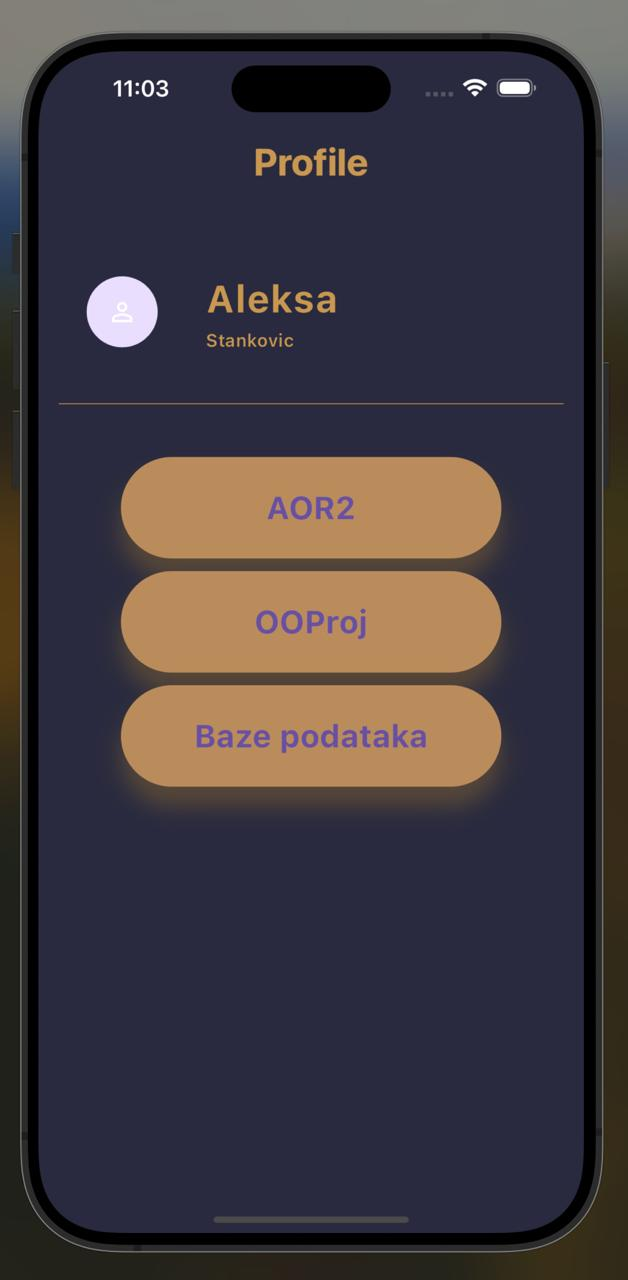 11:03
Profile
Aleksa
Stankovic
AOR2
OOProj
Baze podataka